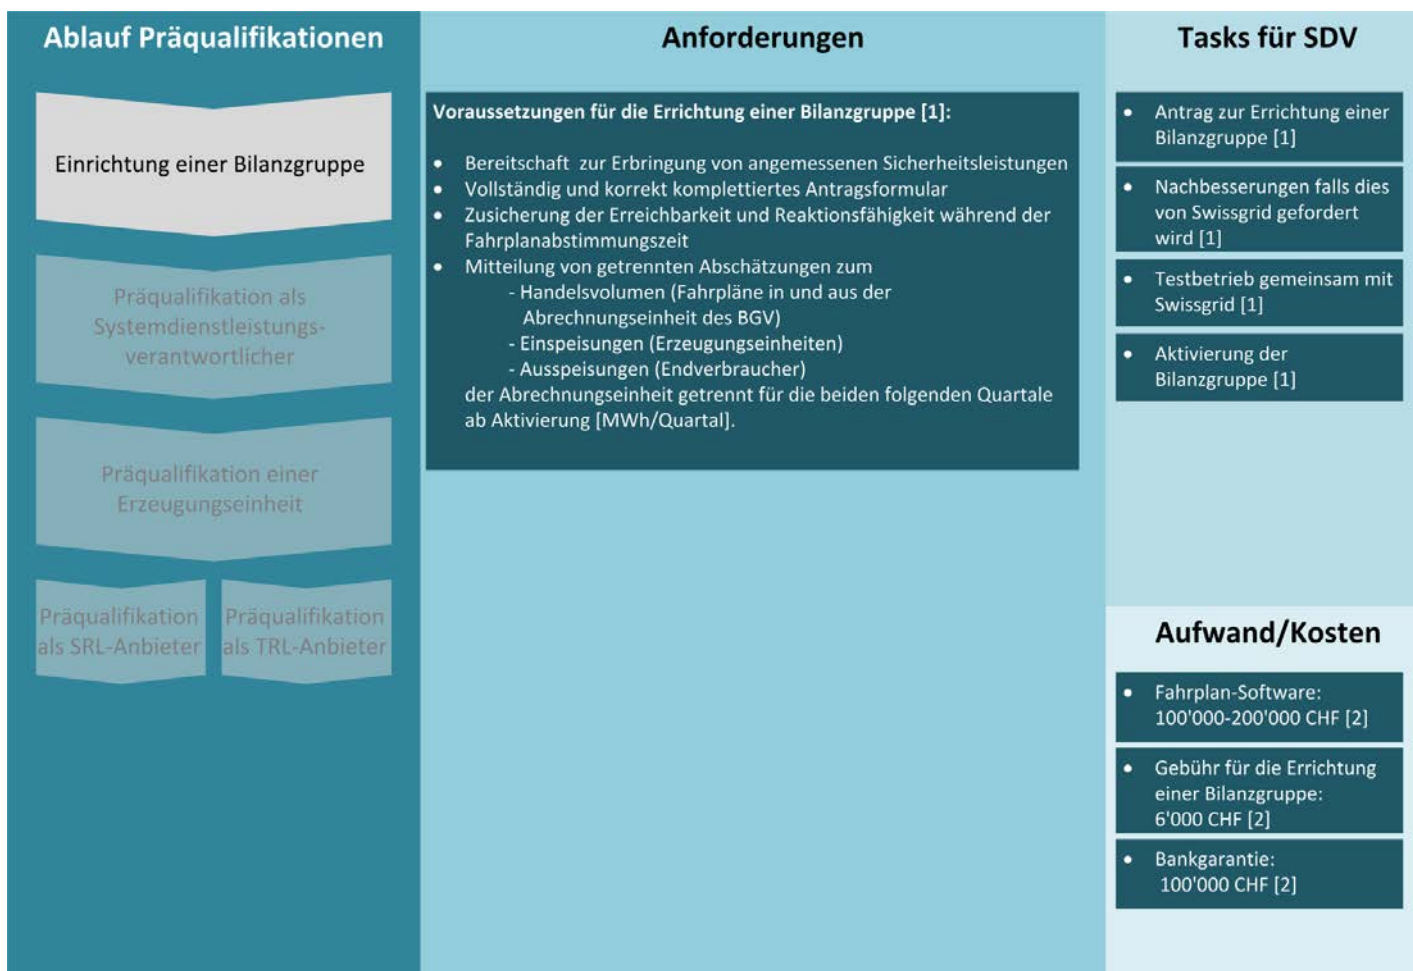 Ablauf Präqualifikationen
Einrichtung einer Bilanzgruppe
Präqualifikation als
Systemdienstleistungs-
verantwortlicher
Präqualifikation einer
Erzeugungseinheit
Präqualifikation
als SRL-Anbieter
Präqualifikation
als TRL-Anbieter
Anforderungen
Voraussetzungen für die Errichtung einer Bilanzgruppe [1]:
• Bereitschaft zur Erbringung von angemessenen Sicherheitsleistungen
• Vollständig und korrekt komplettiertes Antragsformular
• Zusicherung der Erreichbarkeit und Reaktionsfähigkeit während der
Fahrplanabstimmungszeit
• Mitteilung von getrennten Abschätzungen zum
- Handelsvolumen (Fahrpläne in und aus der
Abrechnungseinheit des BGV)
- Einspeisungen (Erzeugungseinheiten)
- Ausspeisungen (Endverbraucher)
der Abrechnungseinheit getrennt für die beiden folgenden Quartale
ab Aktivierung [MWh/Quartal].
Tasks für SDV
• Antrag zur Errichtung einer
Bilanzgruppe [1]
• Nachbesserungen falls dies
von Swissgrid gefordert
wird [1]
• Testbetrieb gemeinsam mit
Swissgrid [1]
• Aktivierung der
Bilanzgruppe [1]
Aufwand/Kosten
• Fahrplan-Software:
100'000-200'000 CHF [2]
• Gebühr für die Errichtung
einer Bilanzgruppe:
6'000 CHF [2]
• Bankgarantie:
100'000 CHF [2]